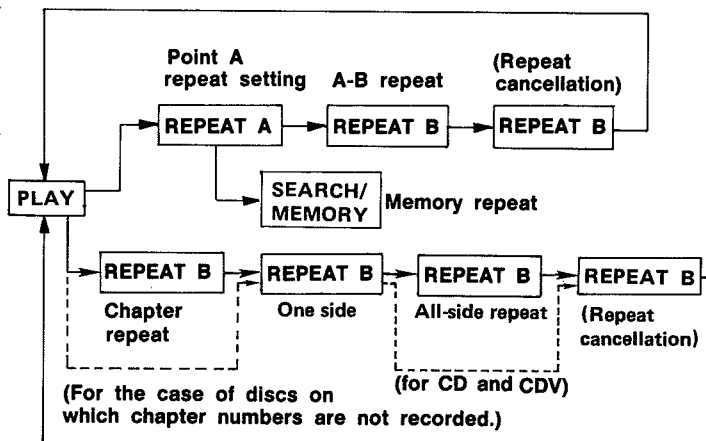 Point A
repeat setting
A-B repeat
(Repeat
cancellation)
REPEAT A
REPEAT B
REPEAT B
PLAY
SEARCH/
MEMORY
Memory repeat
REPEAT B
REPEAT B
REPEAT B
REPEAT B
Chapter
repeat
One side
All-side repeat
(Repeat
cancellation)
(for CD and CDV)
(For the case of discs on
which chapter numbers are not recorded.)